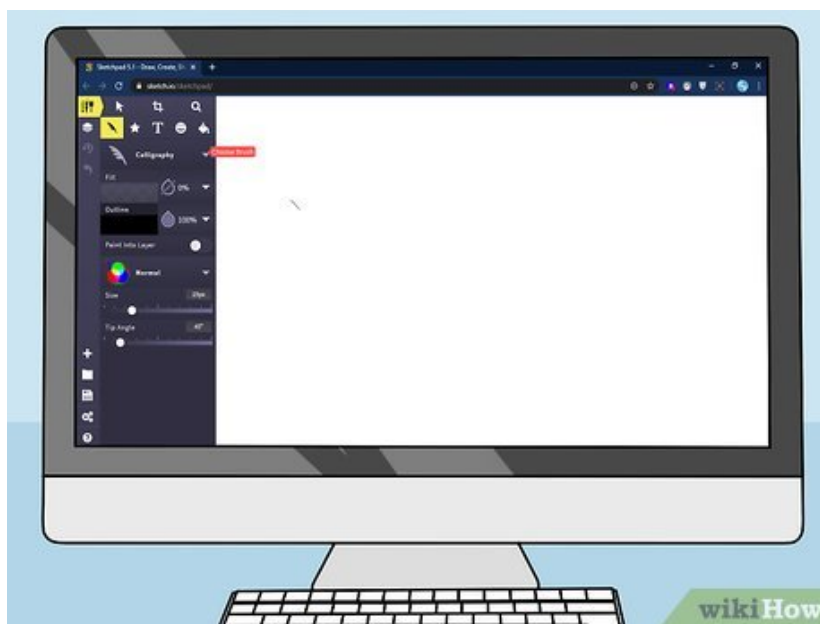 Sketchpad 5.1 - Draw, Create, S
sketch.io/sketchpad/
T
Calligraphy
Choose Brush
Fill
0%
Outline
100%
Paint Into Layer
Normal
Size
Tip Angle
wikiHow